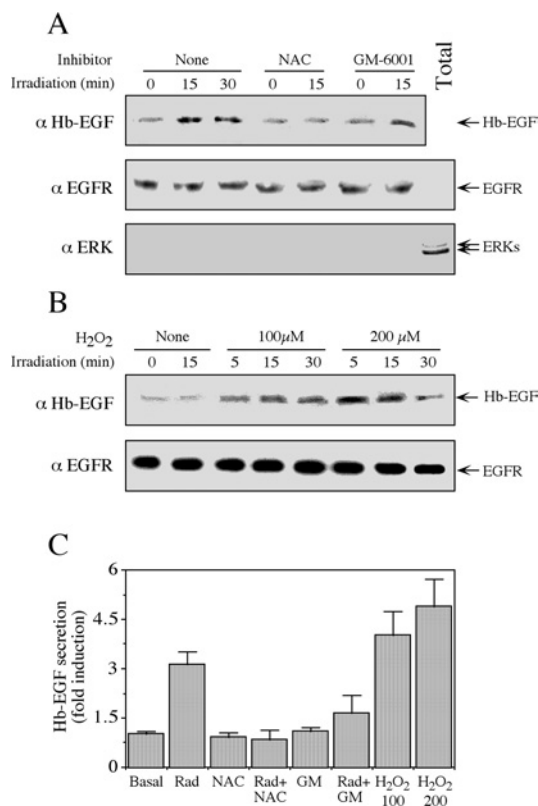 A
Inhibitor None NAC GM-6001 Total
Irradiation (min) 0 15 30 0 15 0 15
α Hb-EGF Hb-EGF
α EGFR EGFR
α ERK ERKs
B
H₂O₂ None 100µM 200 µM
Irradiation (min) 0 15 5 15 30 5 15 30
α Hb-EGF Hb-EGF
α EGFR EGFR
C
Hb-EGF secretion
(fold induction)
6
4.5
3
1.5
0
Basal Rad NAC Rad+ GM Rad+ H₂O₂ H₂O₂
NAC GM 100 200